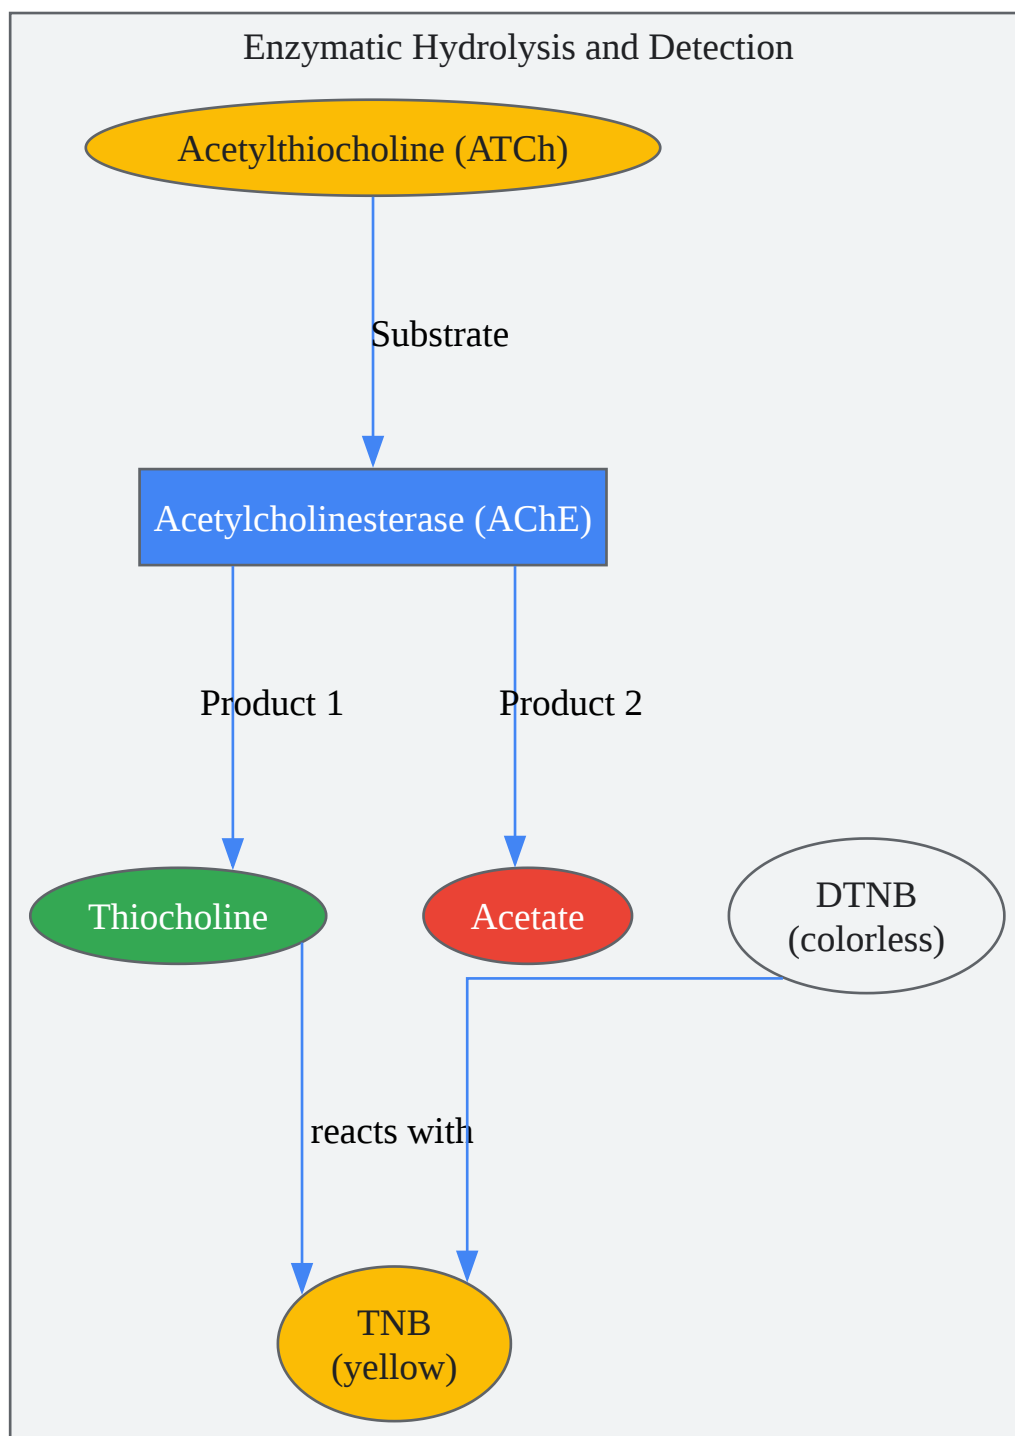 Enzymatic Hydrolysis and Detection
Acetylthiocholine (ATCh)
Substrate
Acetylcholinesterase (AChE)
Product 1
Product 2
Thiocholine
Acetate
DTNB
(colorless)
reacts with
TNB
(yellow)